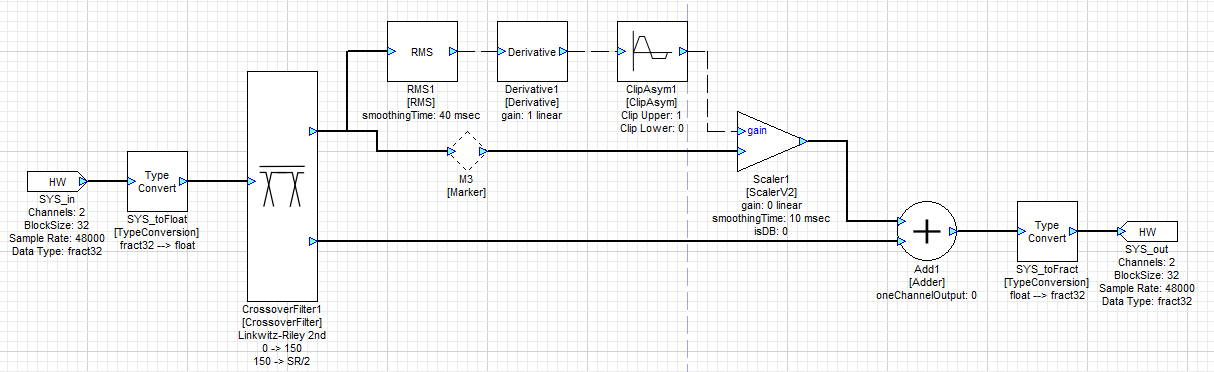 RMS
RMS1
[RMS]
smoothingTime: 40 msec
Derivative
Derivative1
[Derivative]
gain: 1 linear
ClipAsym1
[ClipAsym]
Clip Upper: 1
Clip Lower: 0
HW
SYS_in
Channels: 2
BlockSize: 32
Sample Rate: 48000
Data Type: fract32
Type
Convert
SYS_toFloat
[TypeConversion]
fract32 --> float
CrossoverFilter1
[CrossoverFilter]
Linkwitz-Riley 2nd
0 -> 150
150 -> SR/2
M3
[Marker]
gain
Scaler1
[ScalerV2]
gain: 0 linear
smoothingTime: 10 msec
isDB: 0
Add1
[Adder]
oneChannelOutput: 0
Type
Convert
SYS_toFract
[TypeConversion]
float --> fract32
HW
SYS_out
Channels: 2
BlockSize: 32
Sample Rate: 48000
Data Type: fract32